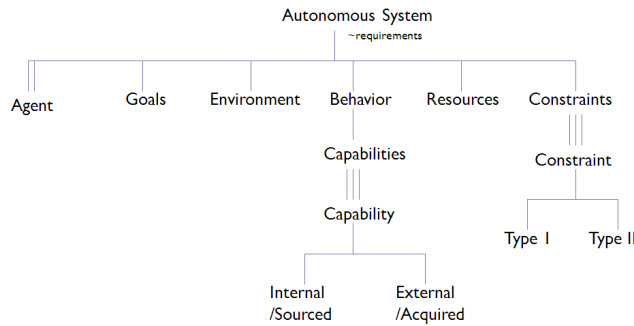 Autonomous System
~requirements
Agent
Goals
Environment
Behavior
Resources
Constraints
Capabilities
Constraint
Capability
Type I
Type II
Internal
/Sourced
External
/Acquired